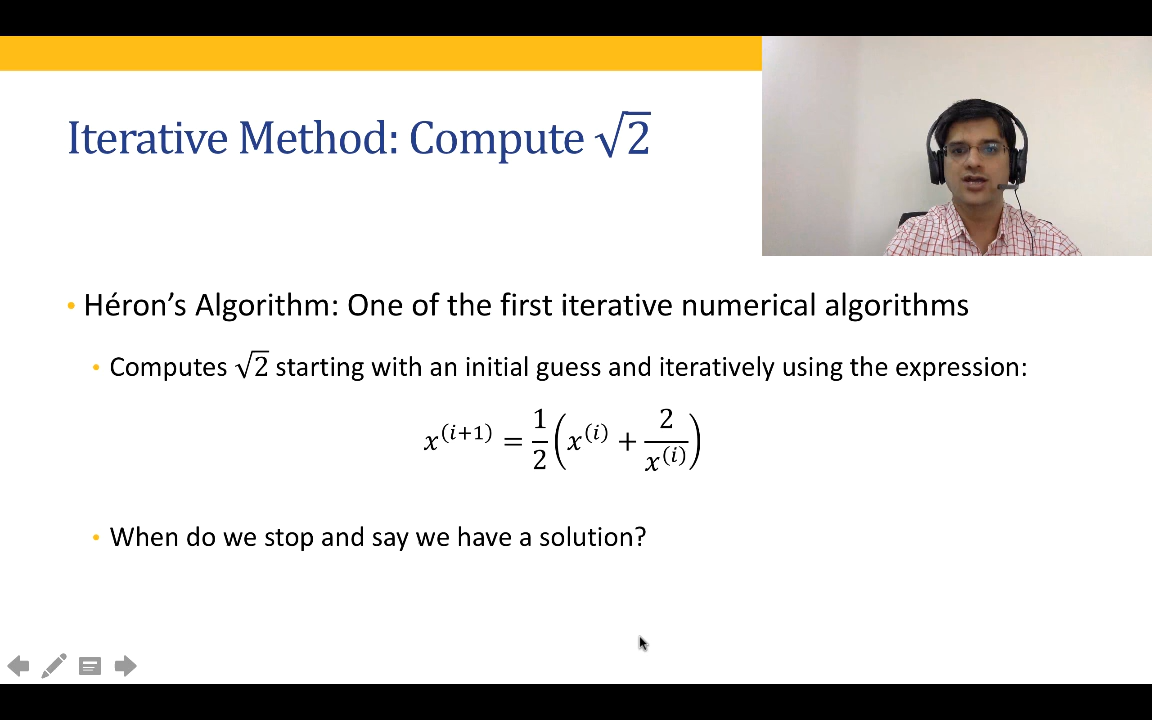 Iterative Method: Compute √2
• Héron’s Algorithm: One of the first iterative numerical algorithms
• Computes √2 starting with an initial guess and iteratively using the expression:
x^(i+1) = 1/2 (x^(i) + 2/x^(i))
• When do we stop and say we have a solution?